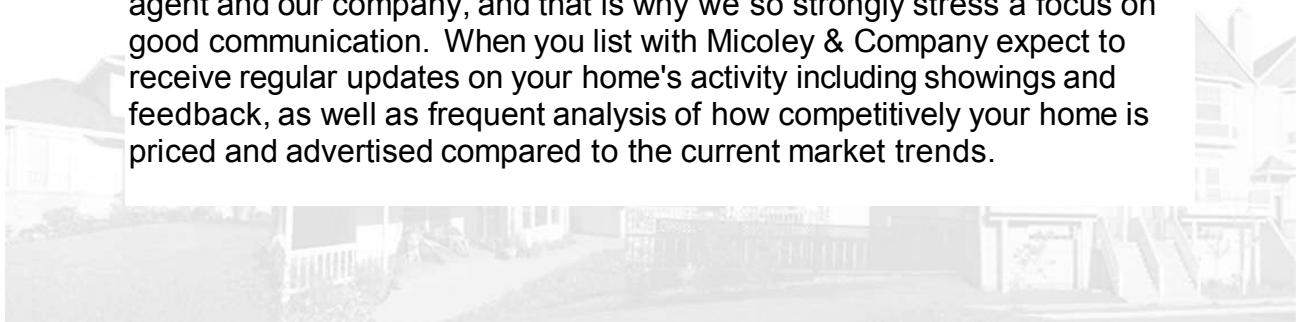 agent and our company, and that is why we so strongly stress a focus on
good communication. When you list with Micoley & Company expect to
receive regular updates on your home's activity including showings and
feedback, as well as frequent analysis of how competitively your home is
priced and advertised compared to the current market trends.